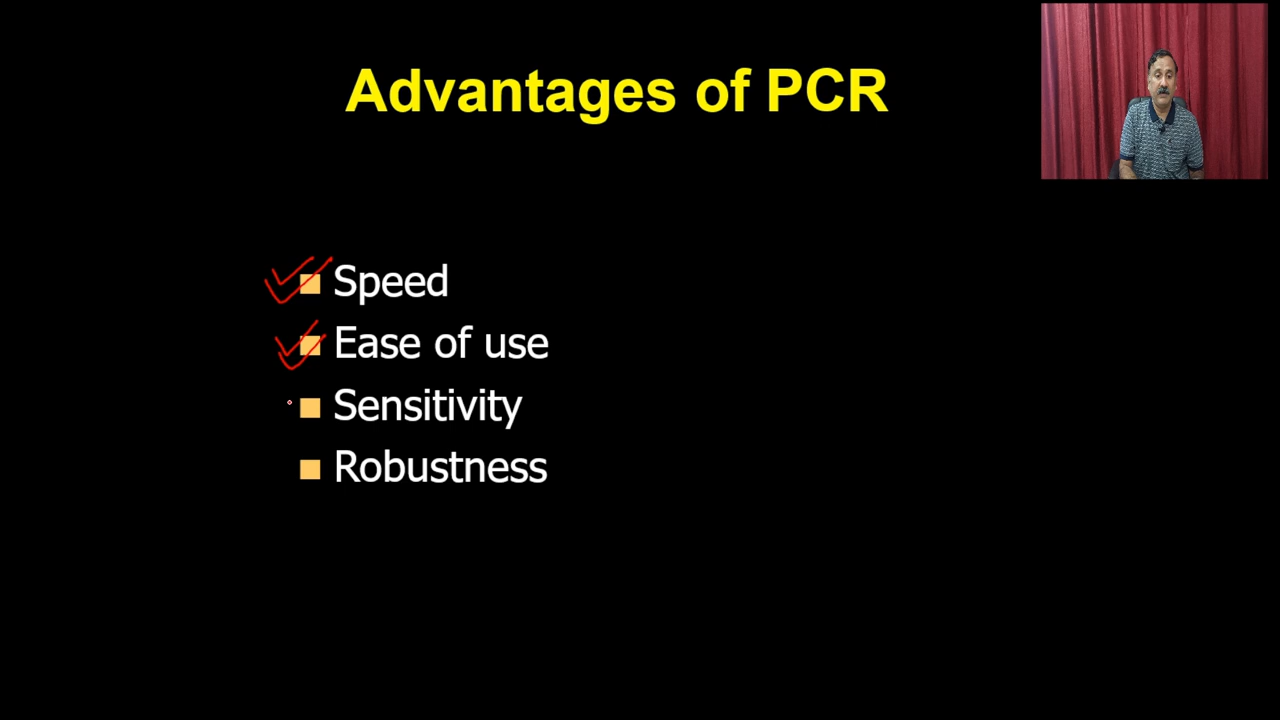 Advantages of PCR
Speed
Ease of use
Sensitivity
Robustness